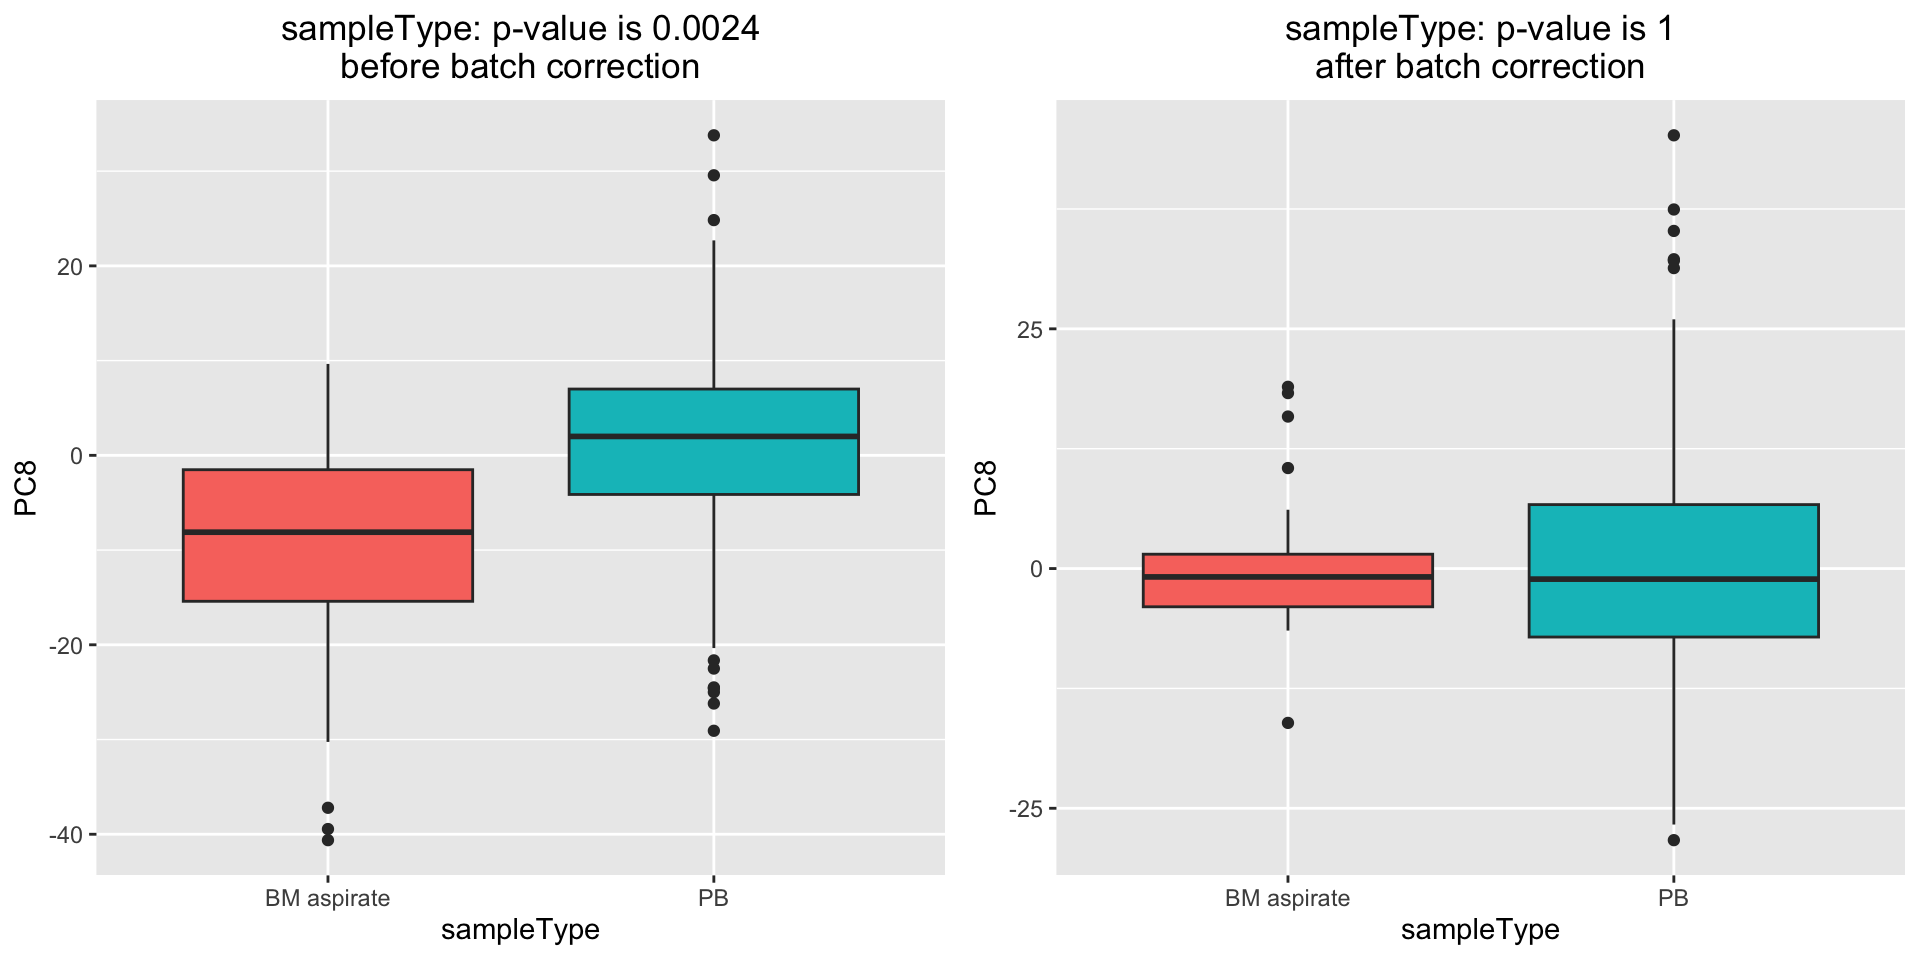 sampleType: p-value is 0.0024
before batch correction
PC8
20
0
-20
-40
BM aspirate PB
sampleType
sampleType: p-value is 1
after batch correction
PC8
25
0
-25
BM aspirate PB
sampleType